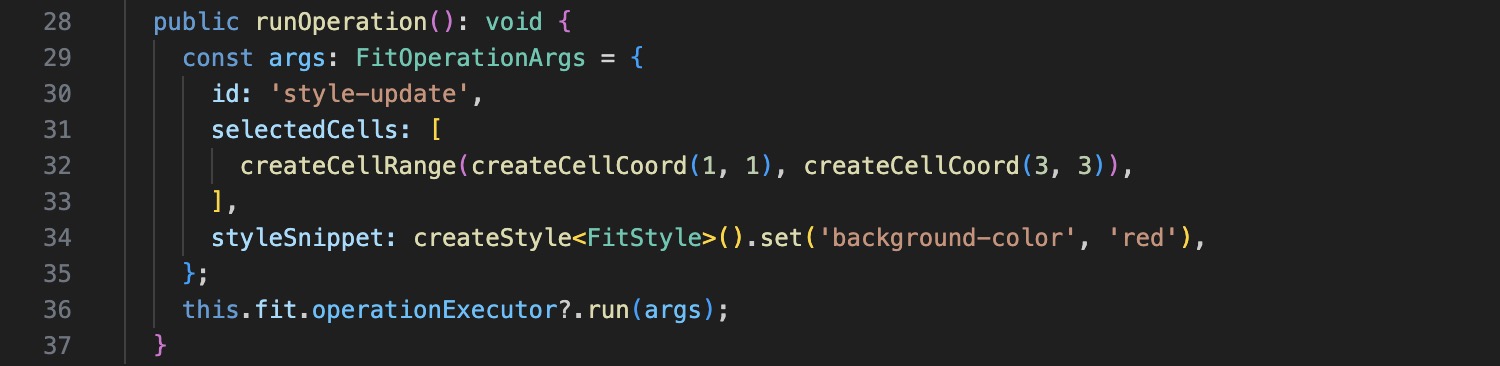 28 public runOperation(): void {
29 const args: FitOperationArgs = {
30 id: 'style-update',
31 selectedCells: [
32 createCellRange(createCellCoord(1, 1), createCellCoord(3, 3)),
33 ],
34 styleSnippet: createStyle<FitStyle>().set('background-color', 'red'),
35 };
36 this.fit.operationExecutor?.run(args);
37 }